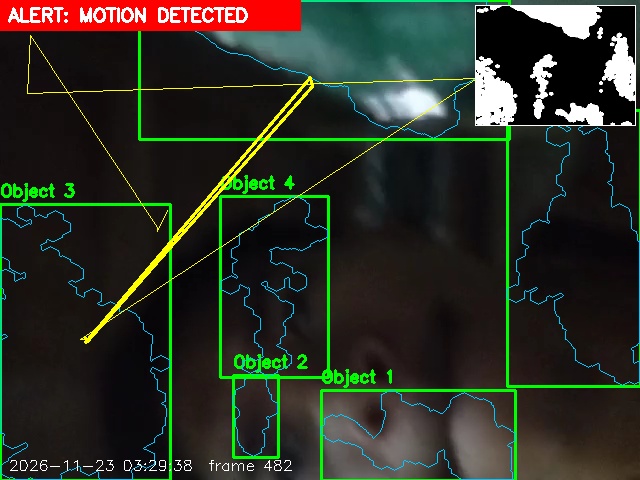 ALERT: MOTION DETECTED
Object 3
Object 4
Object 2
Object 1
2026-11-23 03:29:38 frame 482